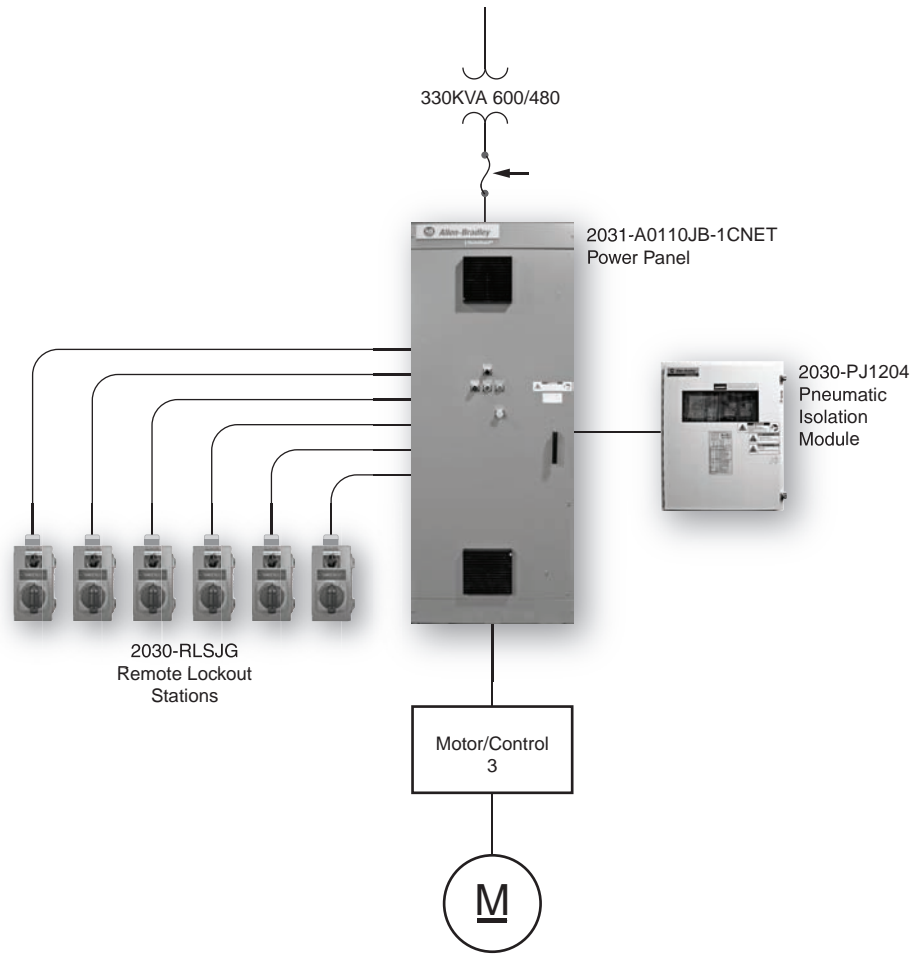 330KVA 600/480
Allen-Bradley
2031-A0110JB-1CNET
Power Panel
2030-PJ1204
Pneumatic
Isolation
Module
2030-RLSJG
Remote Lockout
Stations
Motor/Control
3
M